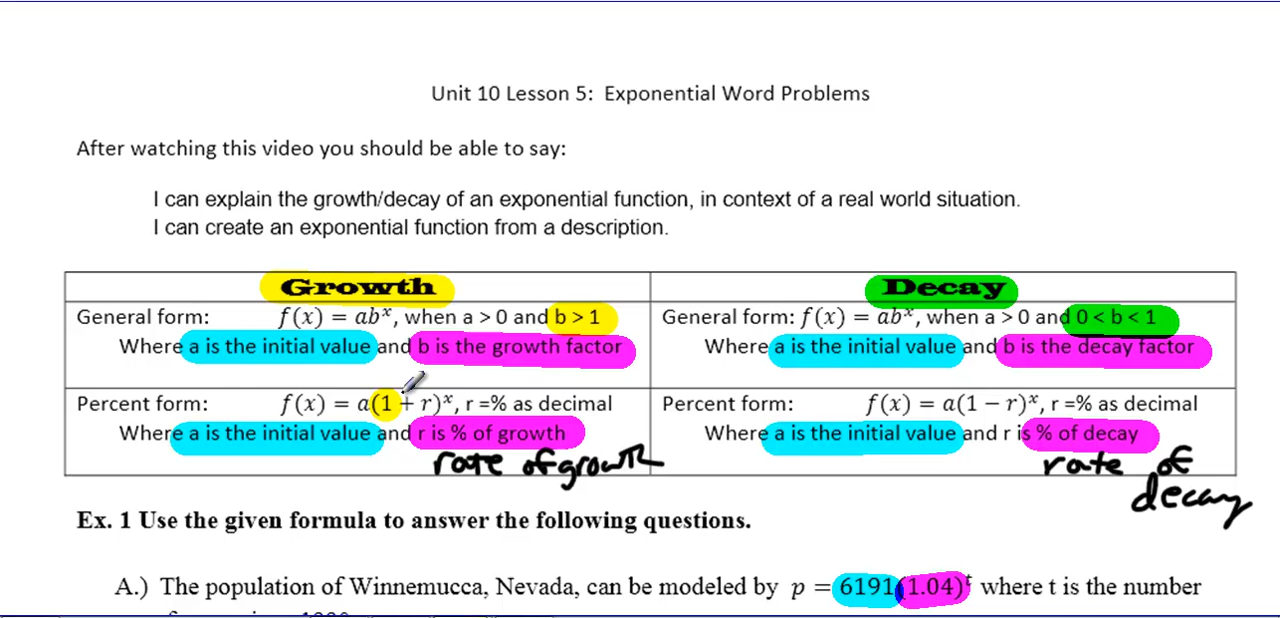 Unit 10 Lesson 5: Exponential Word Problems
After watching this video you should be able to say:
I can explain the growth/decay of an exponential function, in context of a real world situation.
I can create an exponential function from a description.
Growth
General form: f(x) = abˣ, when a > 0 and b > 1
Where a is the initial value and b is the growth factor
Percent form: f(x) = a(1 + r)ˣ, r =% as decimal
Where a is the initial value and r is % of growth
rate of growth
Decay
General form: f(x) = abˣ, when a > 0 and 0 < b < 1
Where a is the initial value and b is the decay factor
Percent form: f(x) = a(1 − r)ˣ, r =% as decimal
Where a is the initial value and r is % of decay
rate of
decay
Ex. 1 Use the given formula to answer the following questions.
A.) The population of Winnemucca, Nevada, can be modeled by p = 6191(1.04)ᵗ where t is the number